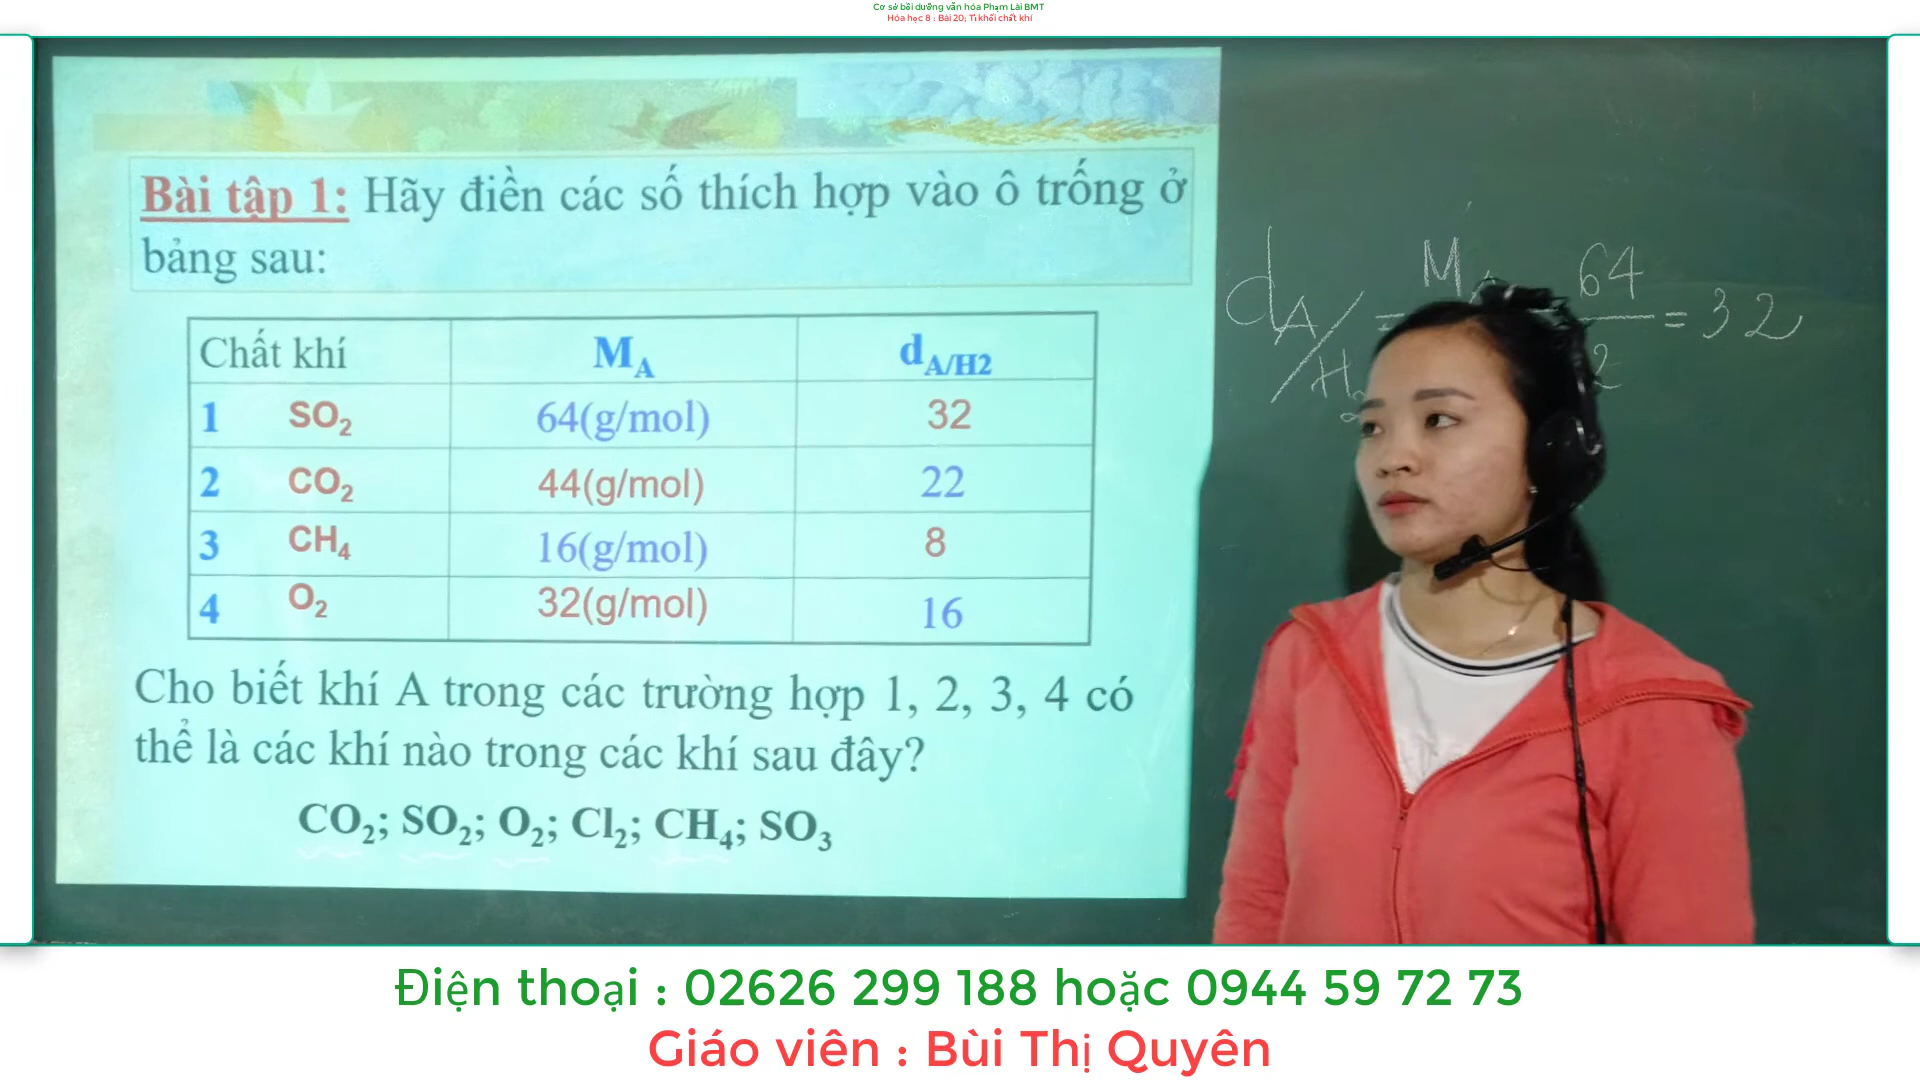 Cơ sở bồi dưỡng văn hóa Phạm Lài BMT
Hóa học 8 : Bài 20; Tỉ khối chất khí
Bài tập 1: Hãy điền các số thích hợp vào ô trống ở
bảng sau:
Chất khí M_A d_A/H2
1 SO₂ 64(g/mol) 32
2 CO₂ 44(g/mol) 22
3 CH₄ 16(g/mol) 8
4 O₂ 32(g/mol) 16
Cho biết khí A trong các trường hợp 1, 2, 3, 4 có
thể là các khí nào trong các khí sau đây?
CO₂; SO₂; O₂; Cl₂; CH₄; SO₃
d A/H₂ = M 64/2 = 32
Điện thoại : 02626 299 188 hoặc 0944 59 72 73
Giáo viên : Bùi Thị Quyên